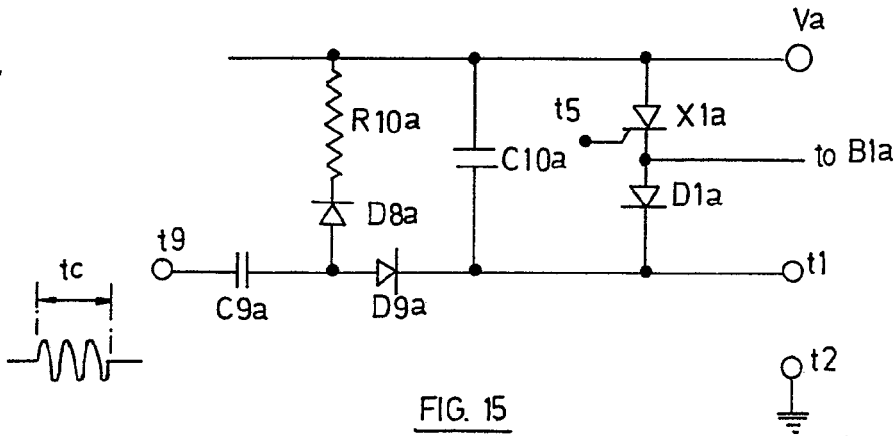 Va
t5
X1a
R10a
C10a
to B1a
D1a
D8a
t9
tc
t1
C9a
D9a
t2
FIG. 15